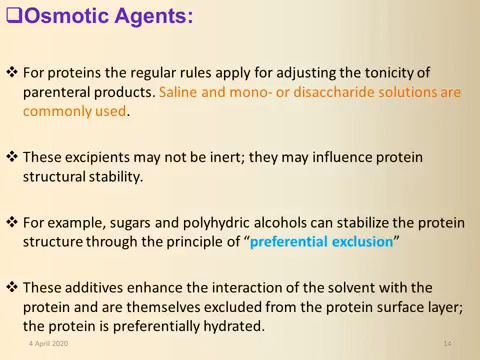 ❑Osmotic Agents:
❖ For proteins the regular rules apply for adjusting the tonicity of
parenteral products. Saline and mono- or disaccharide solutions are
commonly used.
❖ These excipients may not be inert; they may influence protein
structural stability.
❖ For example, sugars and polyhydric alcohols can stabilize the protein
structure through the principle of “preferential exclusion”
❖ These additives enhance the interaction of the solvent with the
protein and are themselves excluded from the protein surface layer;
the protein is preferentially hydrated.
4 April 2020 14